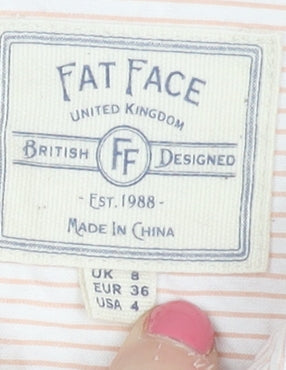 FAT FACE
UNITED KINGDOM
BRITISH FF DESIGNED
- EST. 1988 -
MADE IN CHINA
UK 8
EUR 36
USA 4